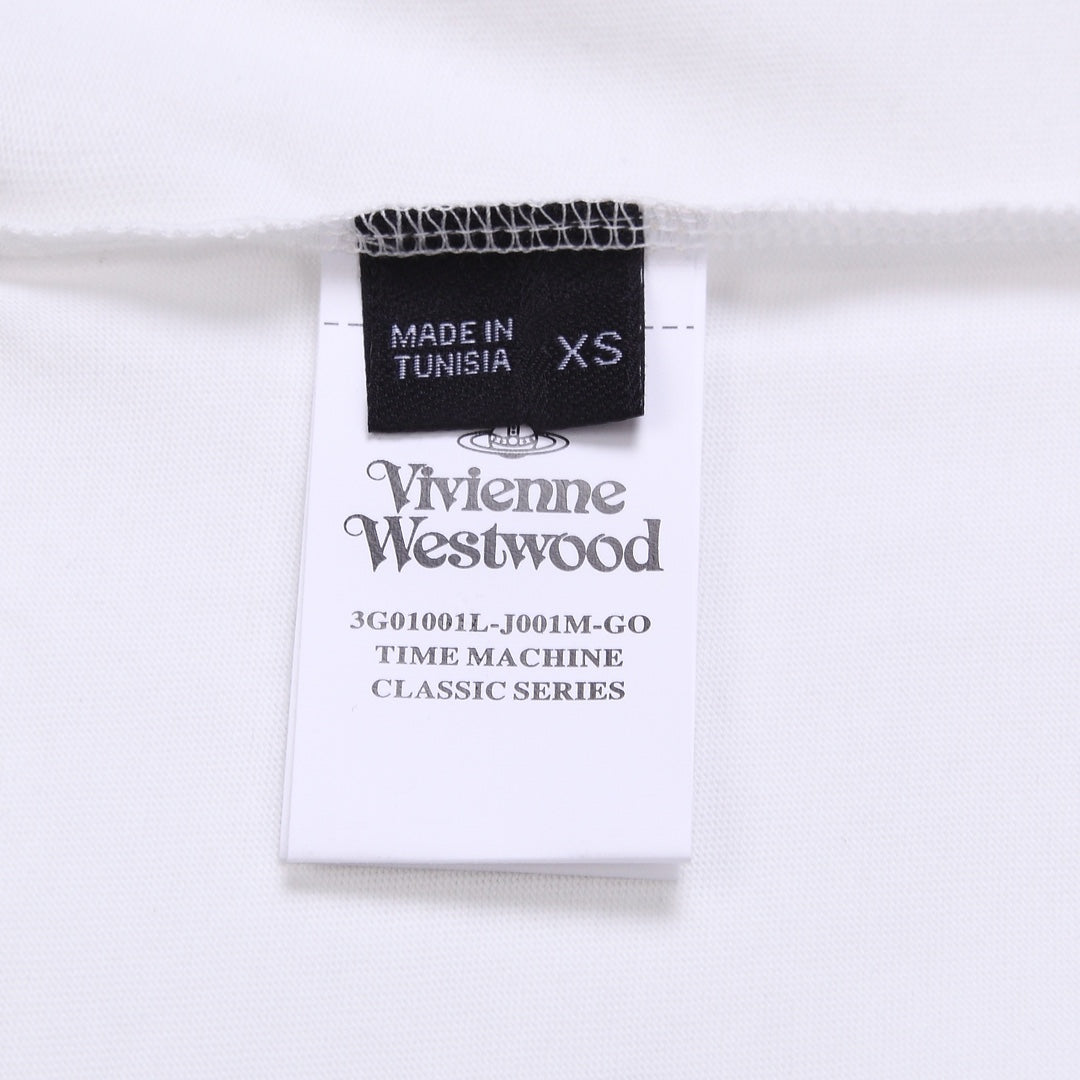 MADE IN
TUNISIA
XS
Vivienne
Westwood
3G01001L-J001M-GO
TIME MACHINE
CLASSIC SERIES